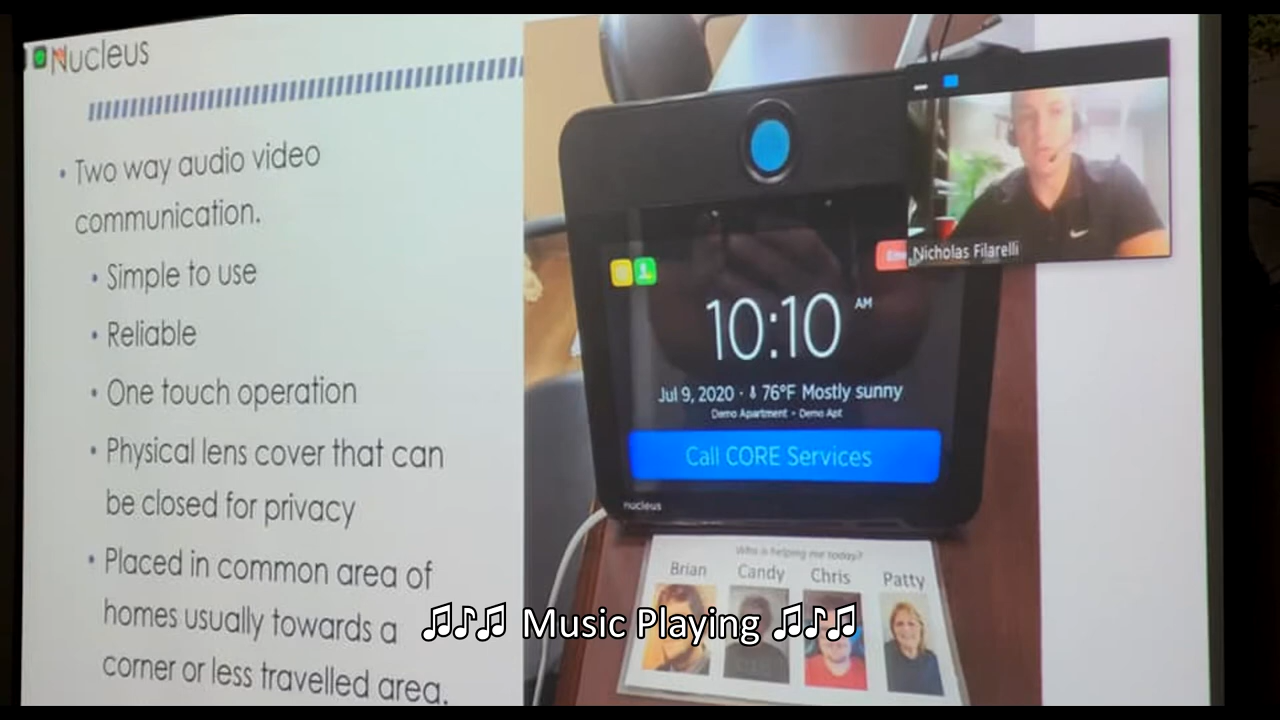 Nucleus
• Two way audio video
communication.
• Simple to use
• Reliable
• One touch operation
• Physical lens cover that can
be closed for privacy
• Placed in common area of
homes usually towards a
corner or less travelled area.
Nicholas Filarelli
10:10 AM
Jul 9, 2020 · 76°F Mostly sunny
Demo Apartment • Demo Apt
Call CORE Services
nucleus
Who is helping me today?
Brian Candy Chris Patty
♫♪♫ Music Playing ♫♪♫